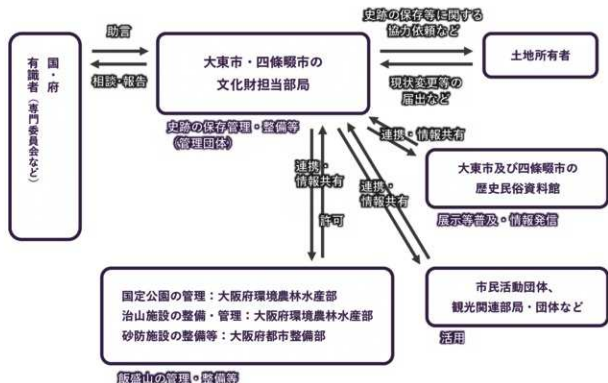 国・府
有識者（専門委員会など）
助言
相談・報告
大東市・四條畷市の
文化財担当部局
史跡の保存管理・整備等
（管理団体）
史跡の保存等に関する
協力依頼など
現状変更等の
届出など
土地所有者
連携・情報共有
大東市及び四條畷市の
歴史民俗資料館
展示等普及・情報発信
連携・
情報共有
許可
連携・
情報共有
国定公園の管理：大阪府環境農林水産部
治山施設の整備・管理：大阪府環境農林水産部
砂防施設の整備等：大阪府都市整備部
飯盛山の管理・整備等
市民活動団体、
観光関連部局・団体など
活用